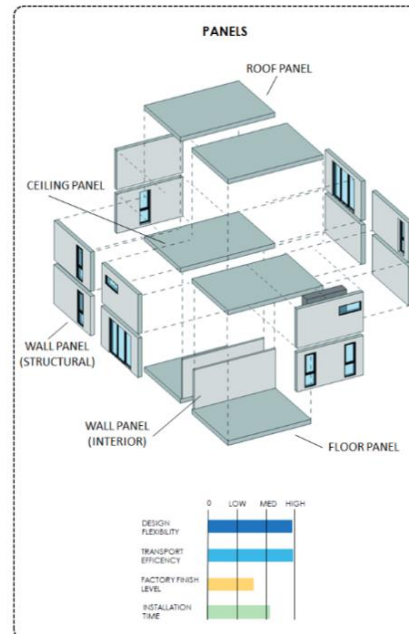 PANELS
ROOF PANEL
CEILING PANEL
WALL PANEL
(STRUCTURAL)
WALL PANEL
(INTERIOR)
FLOOR PANEL
0 LOW MED HIGH
DESIGN
FLEXIBILITY
TRANSPORT
EFFICENCY
FACTORY FINISH
LEVEL
INSTALLATION
TIME